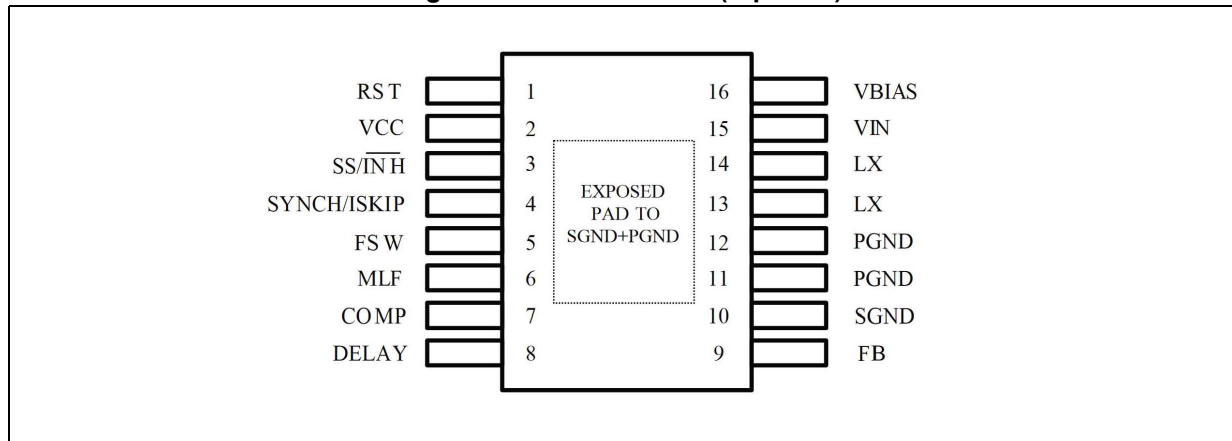 RST 1 16 VBIAS
VCC 2 15 VIN
SS/INH 3 14 LX
SYNCH/ISKIP 4 13 LX
FSW 5 12 PGND
MLF 6 11 PGND
COMP 7 10 SGND
DELAY 8 9 FB
EXPOSED
PAD TO
SGND+PGND